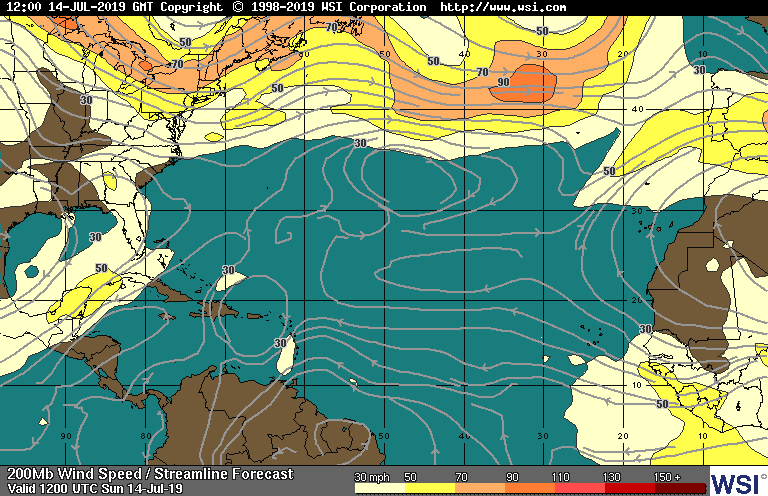 12:00 14-JUL-2019 GMT Copyright © 1998-2019 WSI Corporation http://www.wsi.com
50 70 50 10
70 50 40 50 70 30
30 50 90
40
30 50
30
30
50 30
20
30 30
10
50
90 80 50 40 30 20 10
200Mb Wind Speed / Streamline Forecast
Valid 1200 UTC Sun 14-Jul-19
30 mph 50 70 90 110 130 150 +
WSI